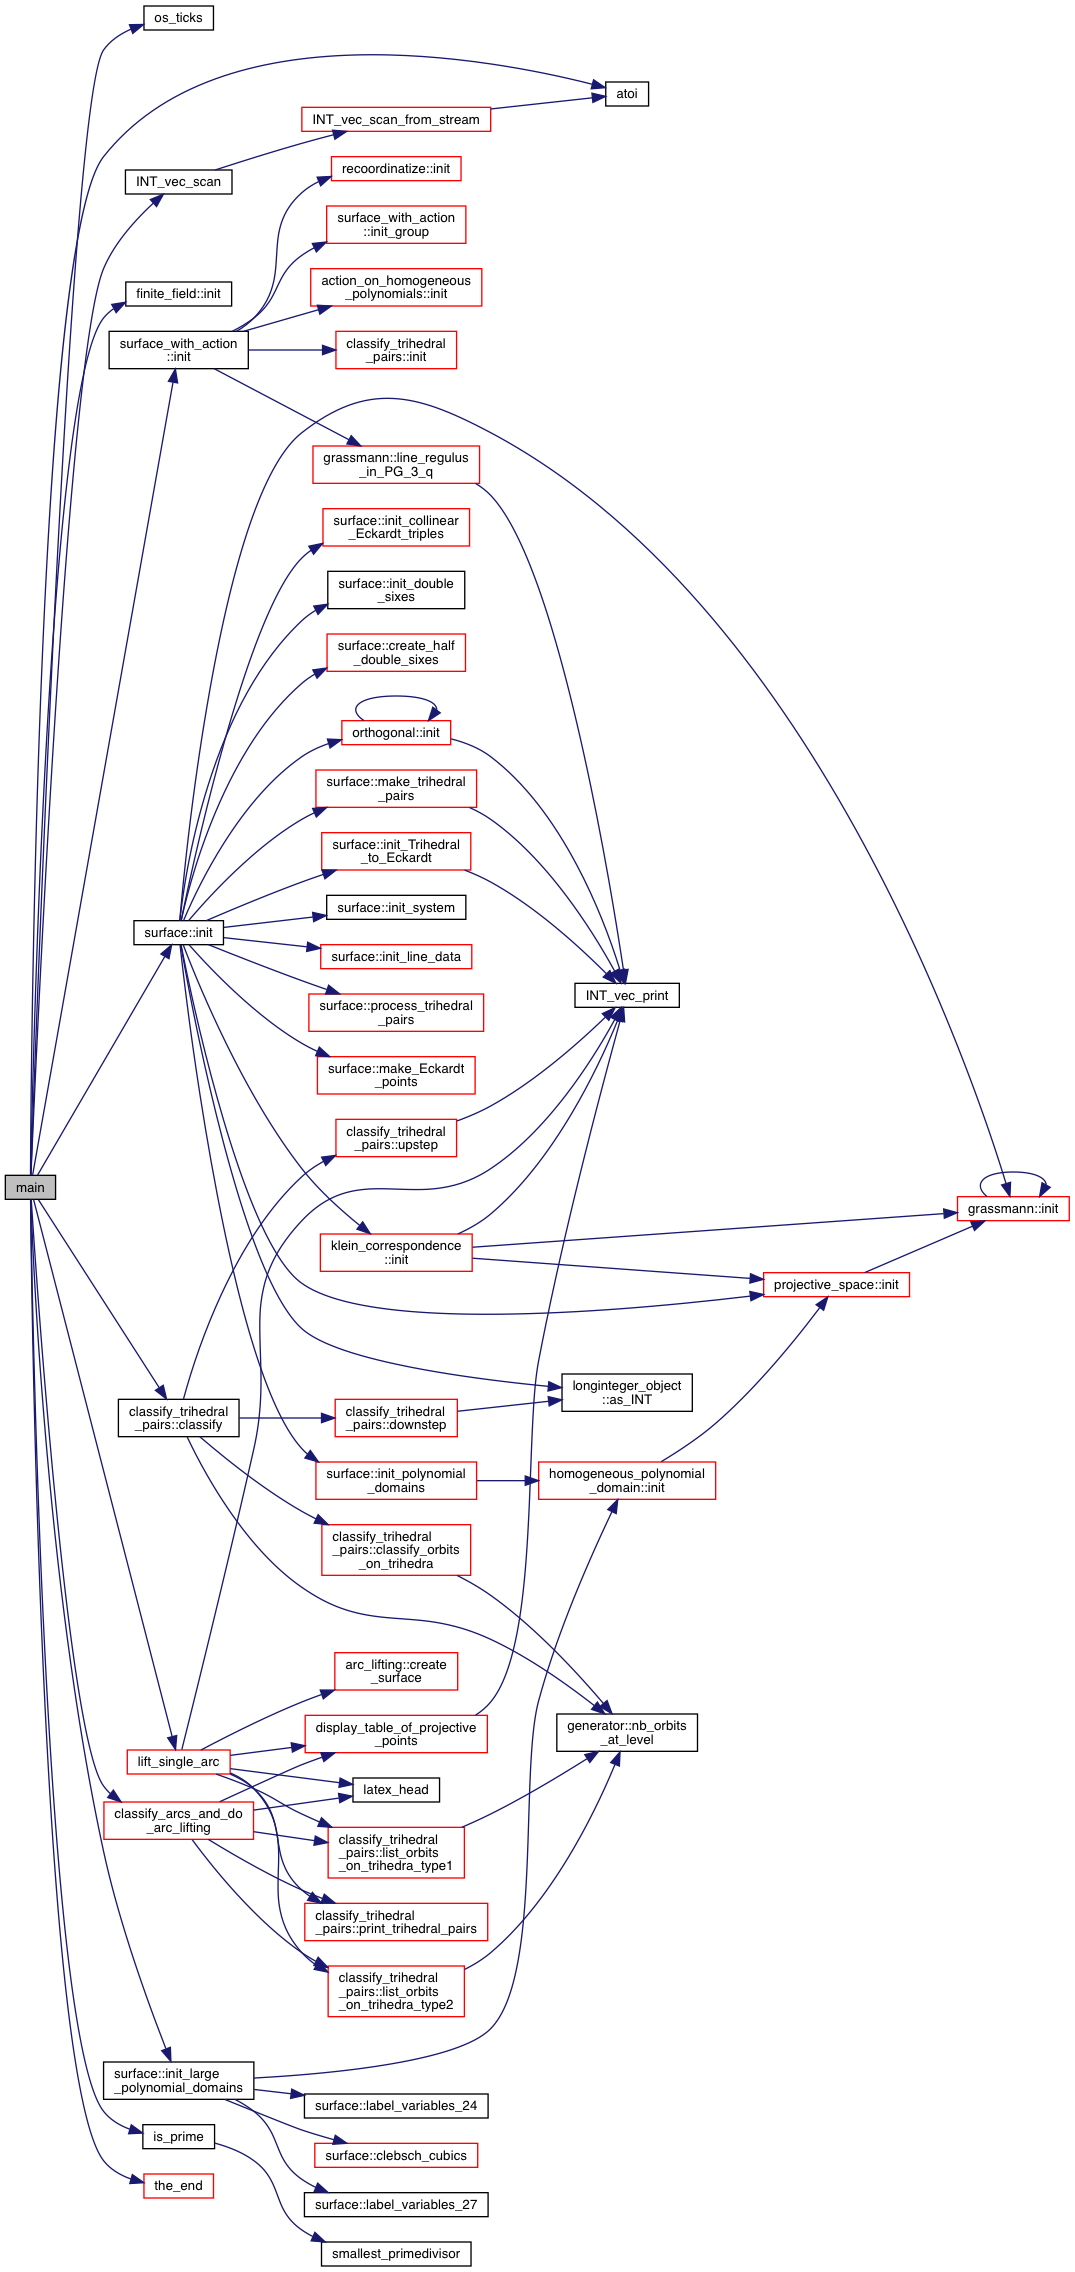 os_ticks
atoi
INT_vec_scan_from_stream
recoordinatize::init
INT_vec_scan
surface_with_action
::init_group
action_on_homogeneous
_polynomials::init
finite_field::init
surface_with_action
::init
classify_trihedral
_pairs::init
grassmann::line_regulus
_in_PG_3_q
surface::init_collinear
_Eckardt_triples
surface::init_double
_sixes
surface::create_half
_double_sixes
orthogonal::init
surface::make_trihedral
_pairs
surface::init_Trihedral
_to_Eckardt
surface::init_system
surface::init
surface::init_line_data
INT_vec_print
surface::process_trihedral
_pairs
surface::make_Eckardt
_points
classify_trihedral
_pairs::upstep
main
grassmann::init
klein_correspondence
::init
projective_space::init
longinteger_object
::as_INT
classify_trihedral
_pairs::classify
classify_trihedral
_pairs::downstep
surface::init_polynomial
_domains
homogeneous_polynomial
_domain::init
classify_trihedral
_pairs::classify_orbits
_on_trihedra
arc_lifting::create
_surface
display_table_of_projective
_points
generator::nb_orbits
_at_level
lift_single_arc
latex_head
classify_arcs_and_do
_arc_lifting
classify_trihedral
_pairs::list_orbits
_on_trihedra_type1
classify_trihedral
_pairs::print_trihedral_pairs
classify_trihedral
_pairs::list_orbits
_on_trihedra_type2
surface::init_large
_polynomial_domains
surface::label_variables_24
is_prime
surface::clebsch_cubics
the_end
surface::label_variables_27
smallest_primedivisor